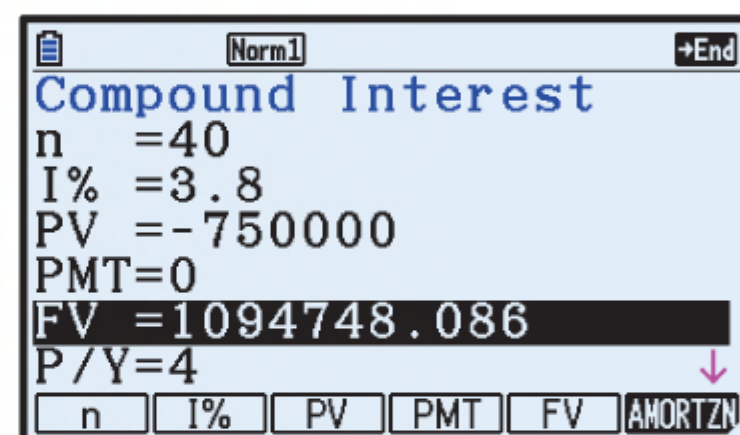 Norm1 →End
Compound Interest
n =40
I% =3.8
PV =-750000
PMT=0
FV =1094748.086
P/Y=4 ↓
n I% PV PMT FV AMORTZN